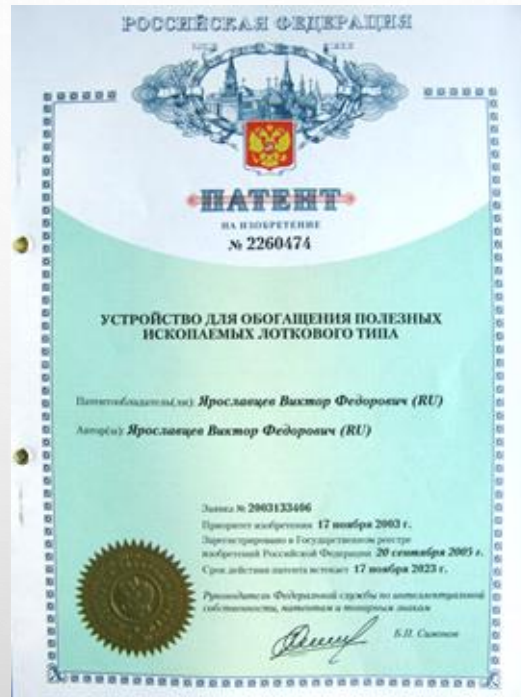 РОССИЙСКАЯ ФЕДЕРАЦИЯ
ПАТЕНТ
НА ИЗОБРЕТЕНИЕ
№ 2260474
УСТРОЙСТВО ДЛЯ ОБОГАЩЕНИЯ ПОЛЕЗНЫХ
ИСКОПАЕМЫХ ЛОТКОВОГО ТИПА
Патентообладатель(ли): Ярославцев Виктор Федорович (RU)
Автор(ы): Ярославцев Виктор Федорович (RU)
Заявка № 2003133406
Приоритет изобретения 17 ноября 2003 г.
Зарегистрировано в Государственном реестре
изобретений Российской Федерации 20 сентября 2005 г.
Срок действия патента истекает 17 ноября 2023 г.
Руководитель Федеральной службы по интеллектуальной
собственности, патентам и товарным знакам
Б.П. Симонов